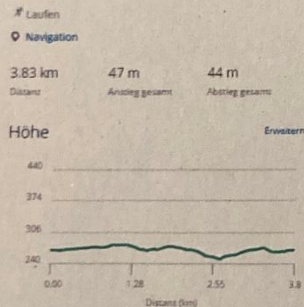 Laufen
Navigation
3.83 km 47 m 44 m
Distanz Anstieg gesamt Abstieg gesamt
Höhe Erweitern
440
374
306
240
0.00 1.28 2.55 3.8
Distanz (km)